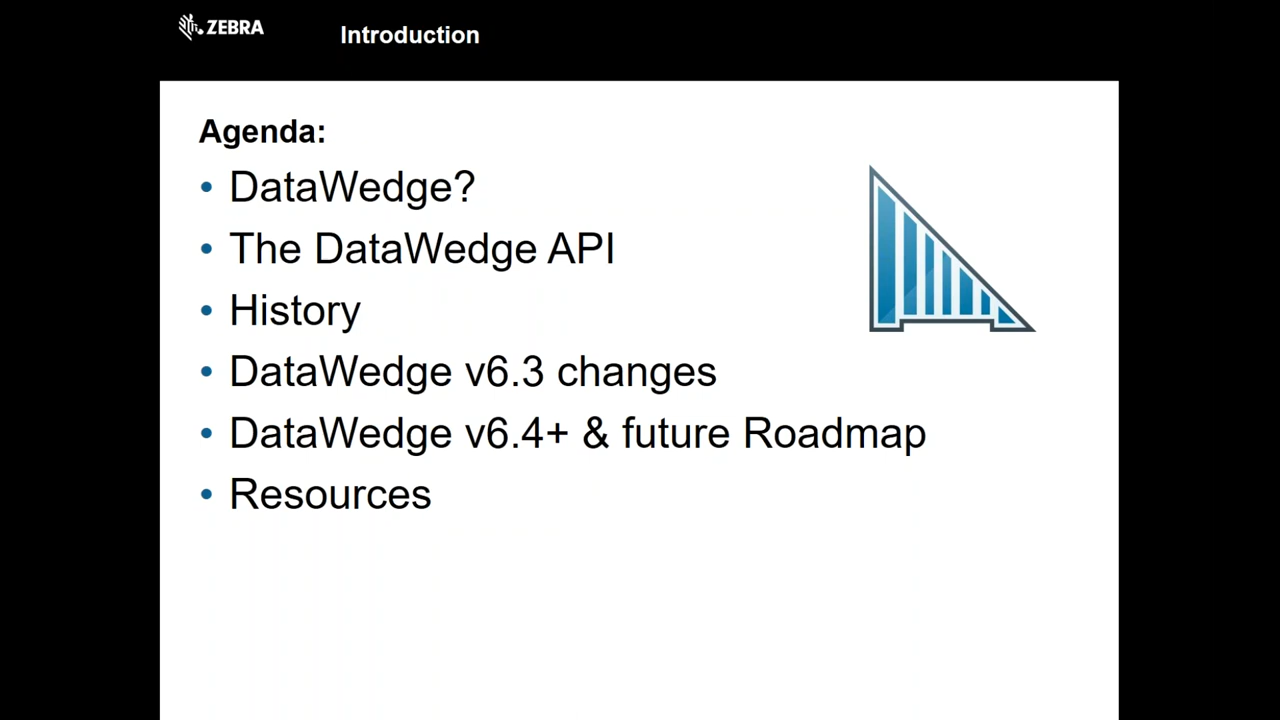 ZEBRA
Introduction
Agenda:
• DataWedge?
• The DataWedge API
• History
• DataWedge v6.3 changes
• DataWedge v6.4+ & future Roadmap
• Resources